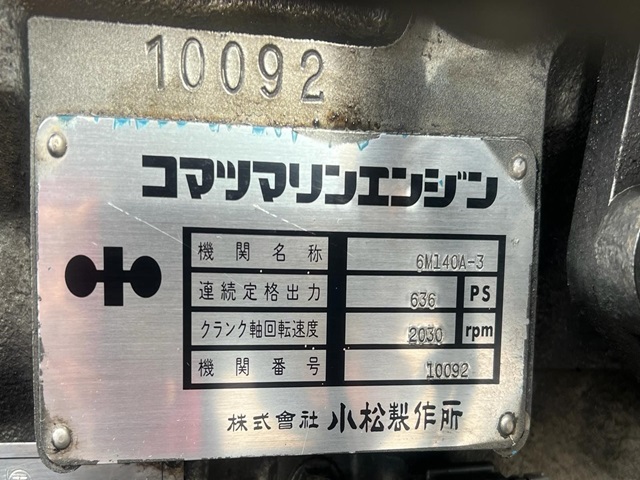 10092
コマツマリンエンジン
機関名称 6M140A-3
連続定格出力 636 PS
クランク軸回転速度 2030 rpm
機関番号 10092
株式會社 小松製作所